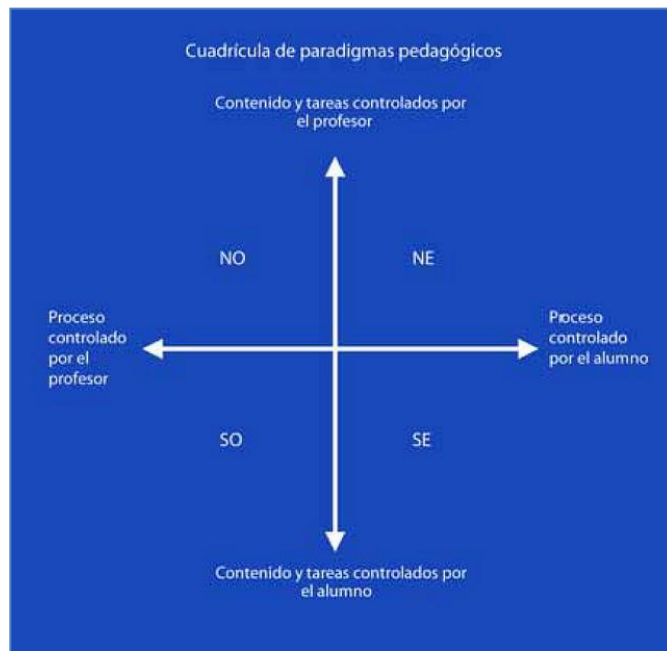 Cuadrícula de paradigmas pedagógicos
Contenido y tareas controlados por
el profesor
NO
NE
Proceso
controlado
por el
profesor
Proceso
controlado
por el alumno
SO
SE
Contenido y tareas controlados por
el alumno